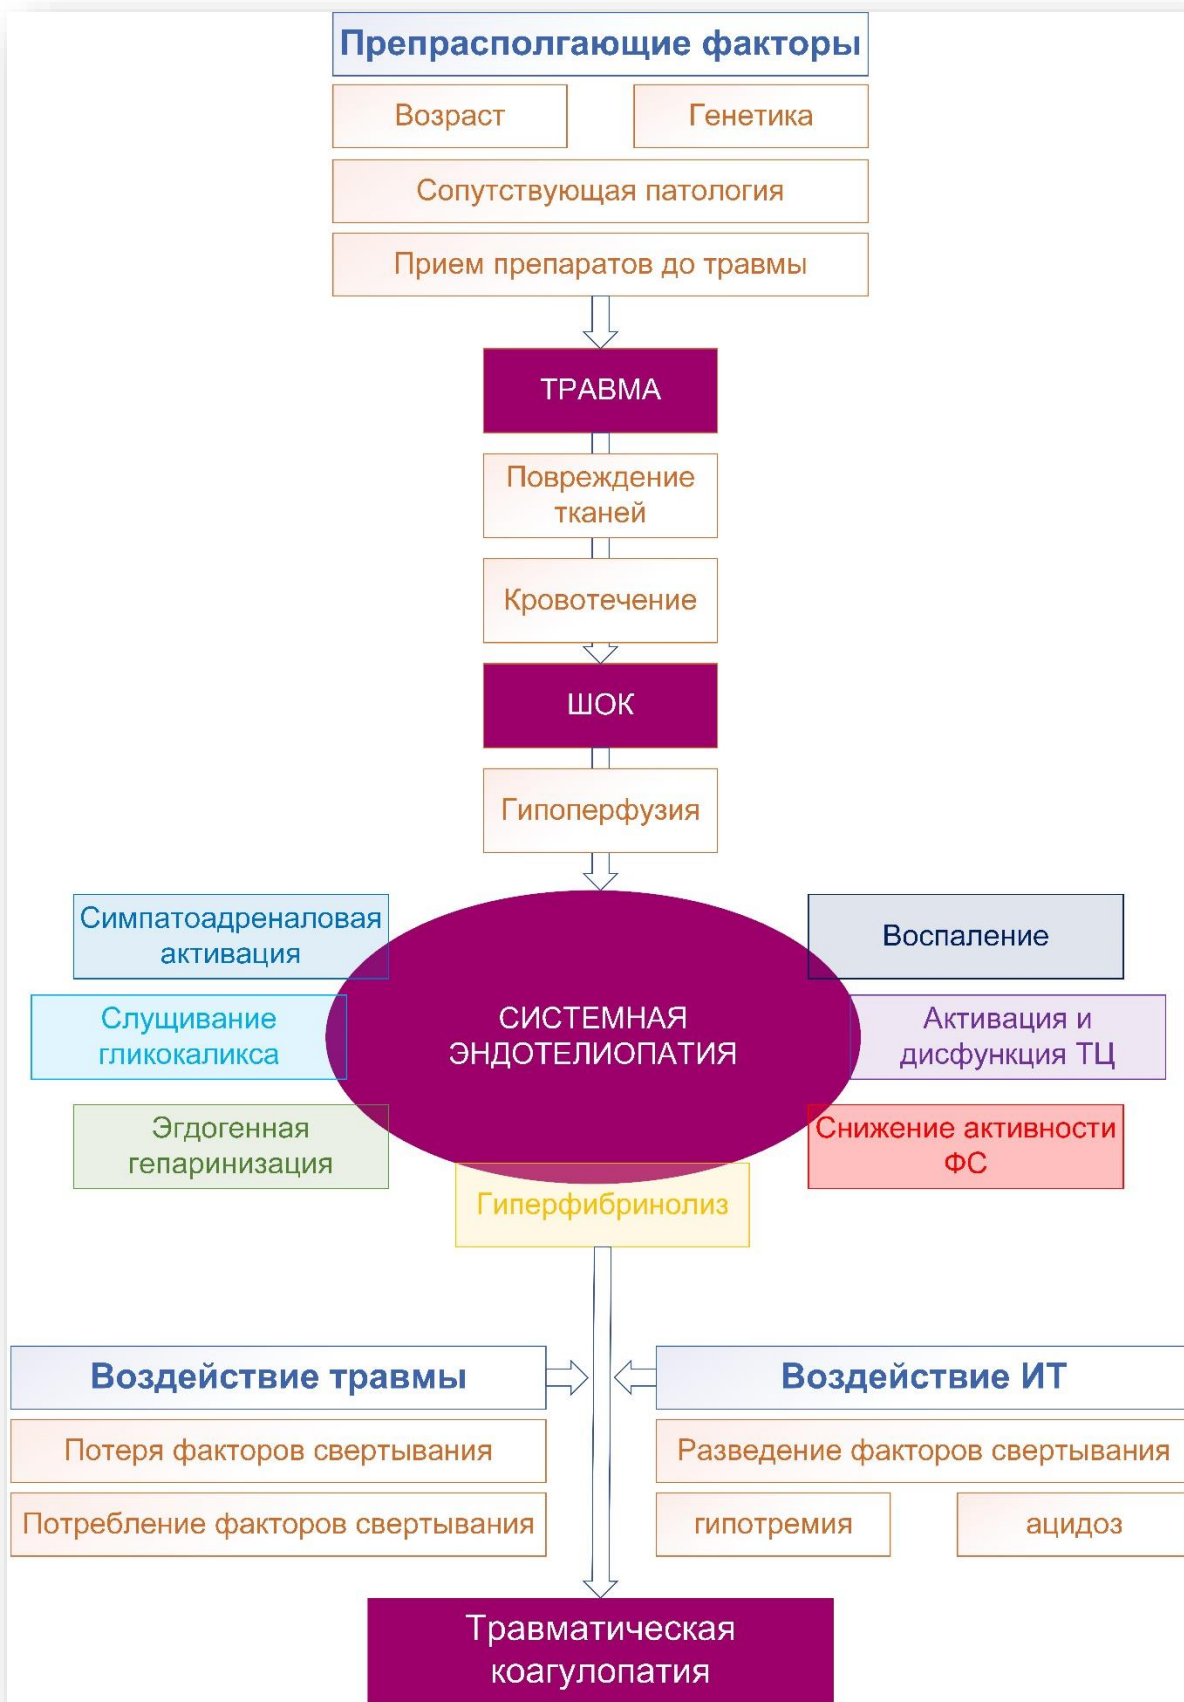 Препрасполгающие факторы
Возраст
Генетика
Сопутствующая патология
Прием препаратов до травмы
ТРАВМА
Повреждение
тканей
Кровотечение
ШОК
Гипоперфузия
Симпатоадреналовая
активация
Воспаление
Слущивание
гликокаликса
СИСТЕМНАЯ
ЭНДОТЕЛИОПАТИЯ
Активация и
дисфункция ТЦ
Эгдогенная
гепаринизация
Снижение активности
ФС
Гиперфибринолиз
Воздействие травмы
Воздействие ИТ
Потеря факторов свертывания
Разведение факторов свертывания
Потребление факторов свертывания
гипотремия
ацидоз
Травматическая
коагулопатия